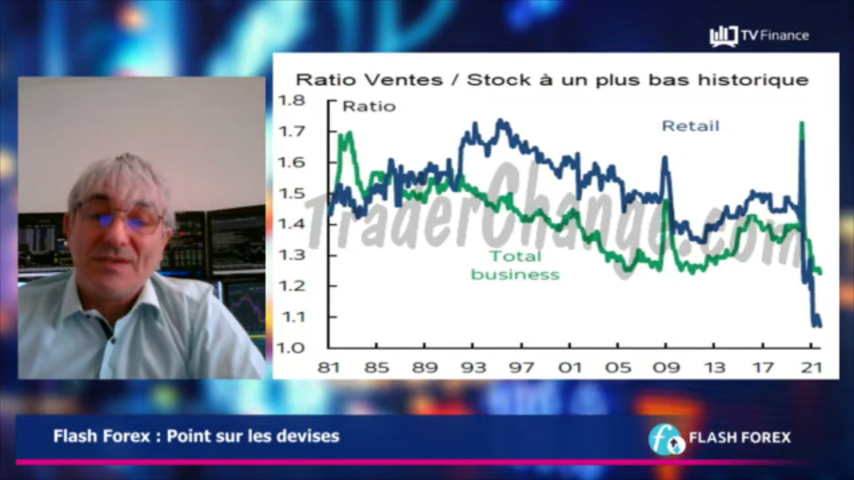 TV Finance
Ratio Ventes / Stock à un plus bas historique
1.8
Ratio
1.7
Retail
1.6
1.5
1.4
TraderChange.com
1.3
Total
business
1.2
1.1
1.0
81 85 89 93 97 01 05 09 13 17 21
Flash Forex : Point sur les devises
FLASH FOREX